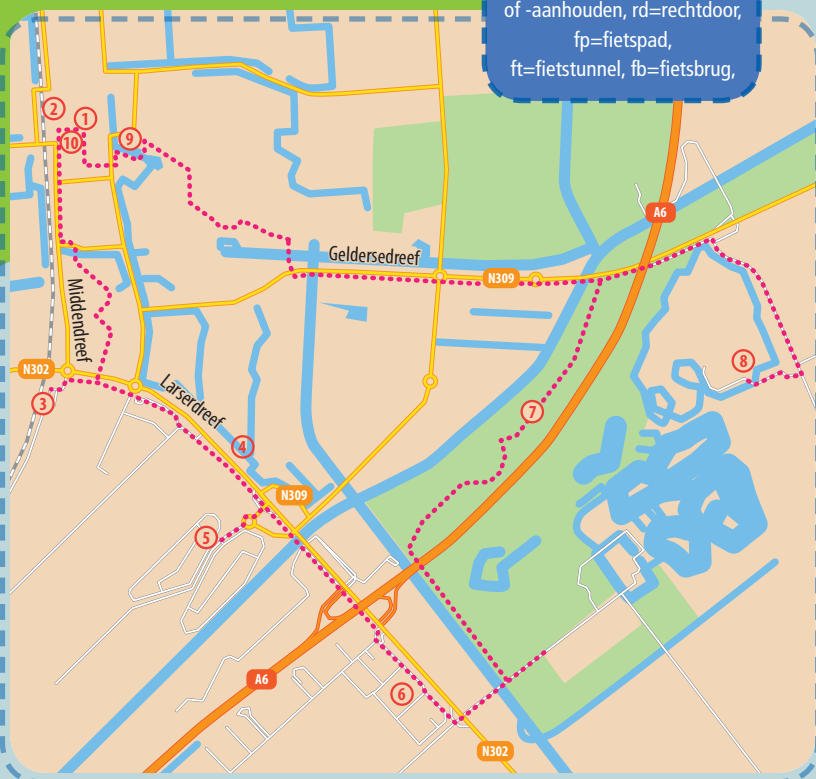 of -aanhouden, rd=rechtdoor,
fp=fietspad,
ft=fietstunnel, fb=fietsbrug,
2
1
10
9
A6
Geldersedreef
N309
Middendreef
N302
3
Larserdreef
4
8
7
N309
5
A6
6
N302